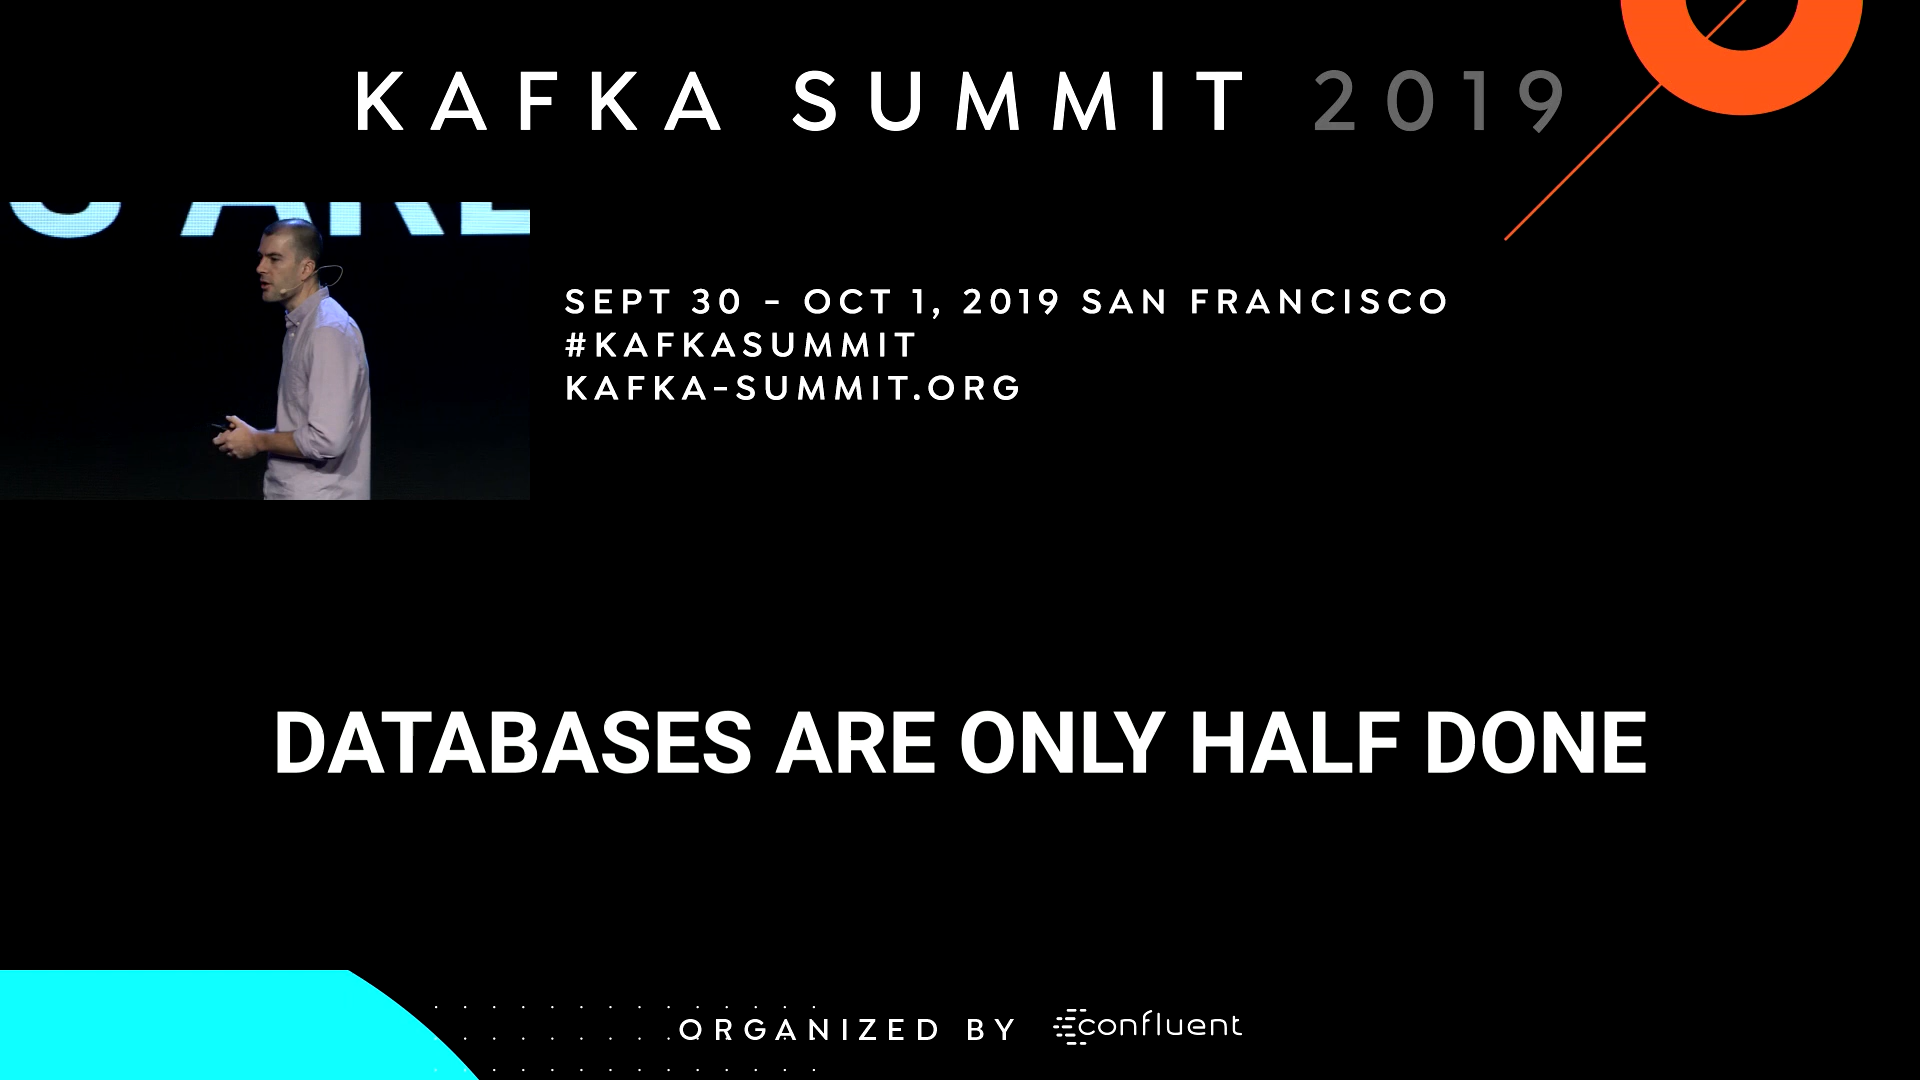 KAFKA SUMMIT 2019
SEPT 30 – OCT 1, 2019 SAN FRANCISCO
#KAFKASUMMIT
KAFKA-SUMMIT.ORG
DATABASES ARE ONLY HALF DONE
ORGANIZED BY confluent